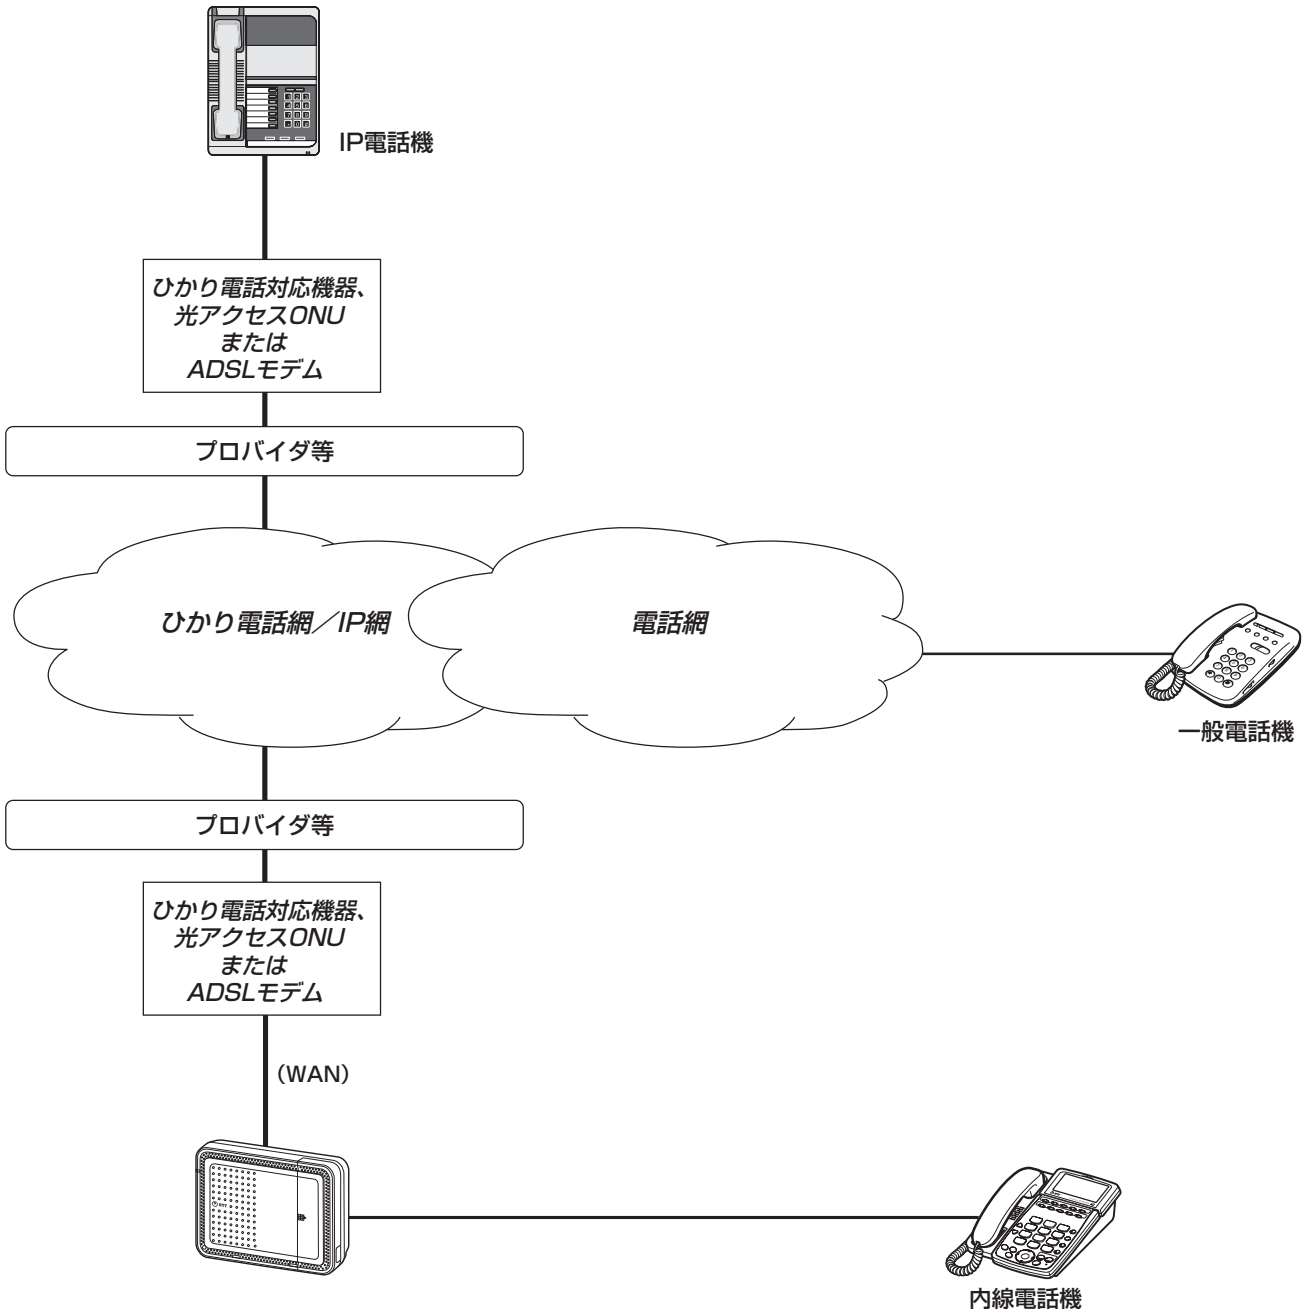 IP電話機
ひかり電話対応機器、
光アクセスONU
または
ADSLモデム
プロバイダ等
ひかり電話網／IP網
電話網
一般電話機
プロバイダ等
ひかり電話対応機器、
光アクセスONU
または
ADSLモデム
（WAN）
内線電話機